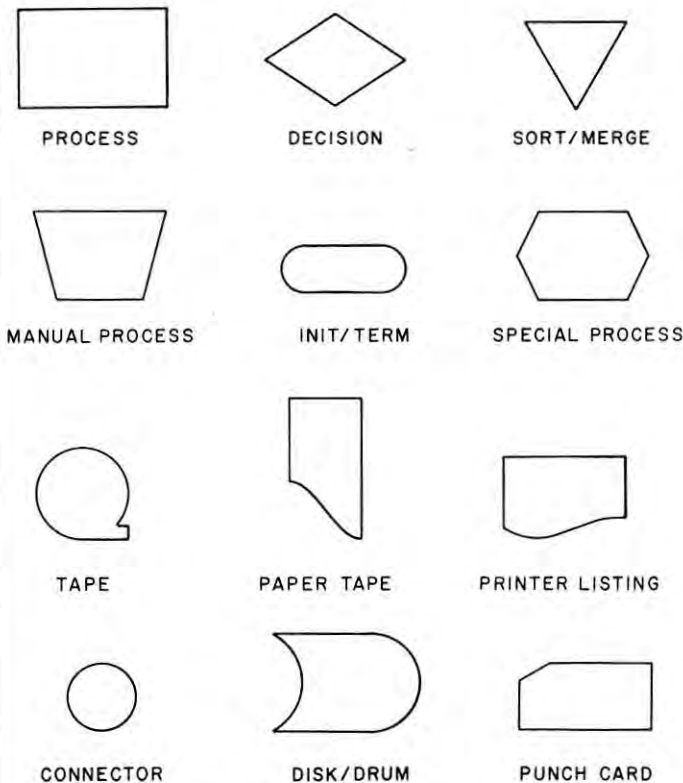 PROCESS
DECISION
SORT/MERGE
MANUAL PROCESS
INIT/TERM
SPECIAL PROCESS
TAPE
PAPER TAPE
PRINTER LISTING
CONNECTOR
DISK/DRUM
PUNCH CARD